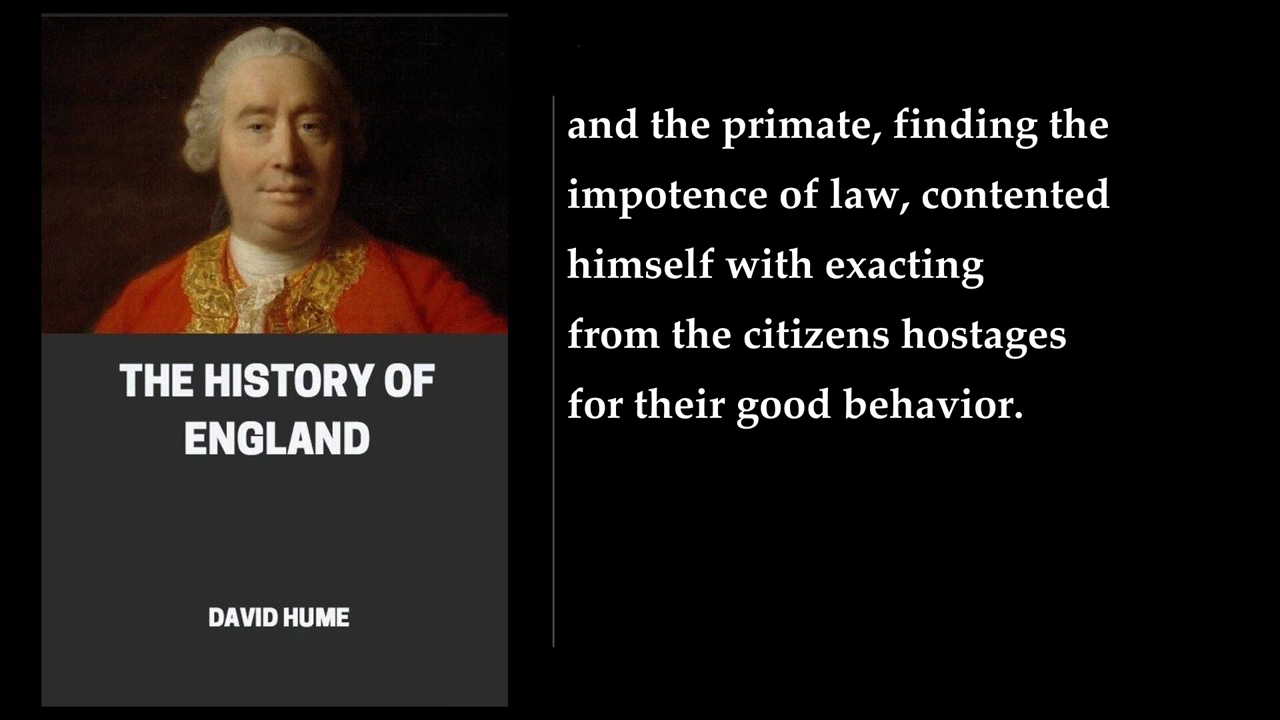 THE HISTORY OF
ENGLAND
DAVID HUME
and the primate, finding the
impotence of law, contented
himself with exacting
from the citizens hostages
for their good behavior.